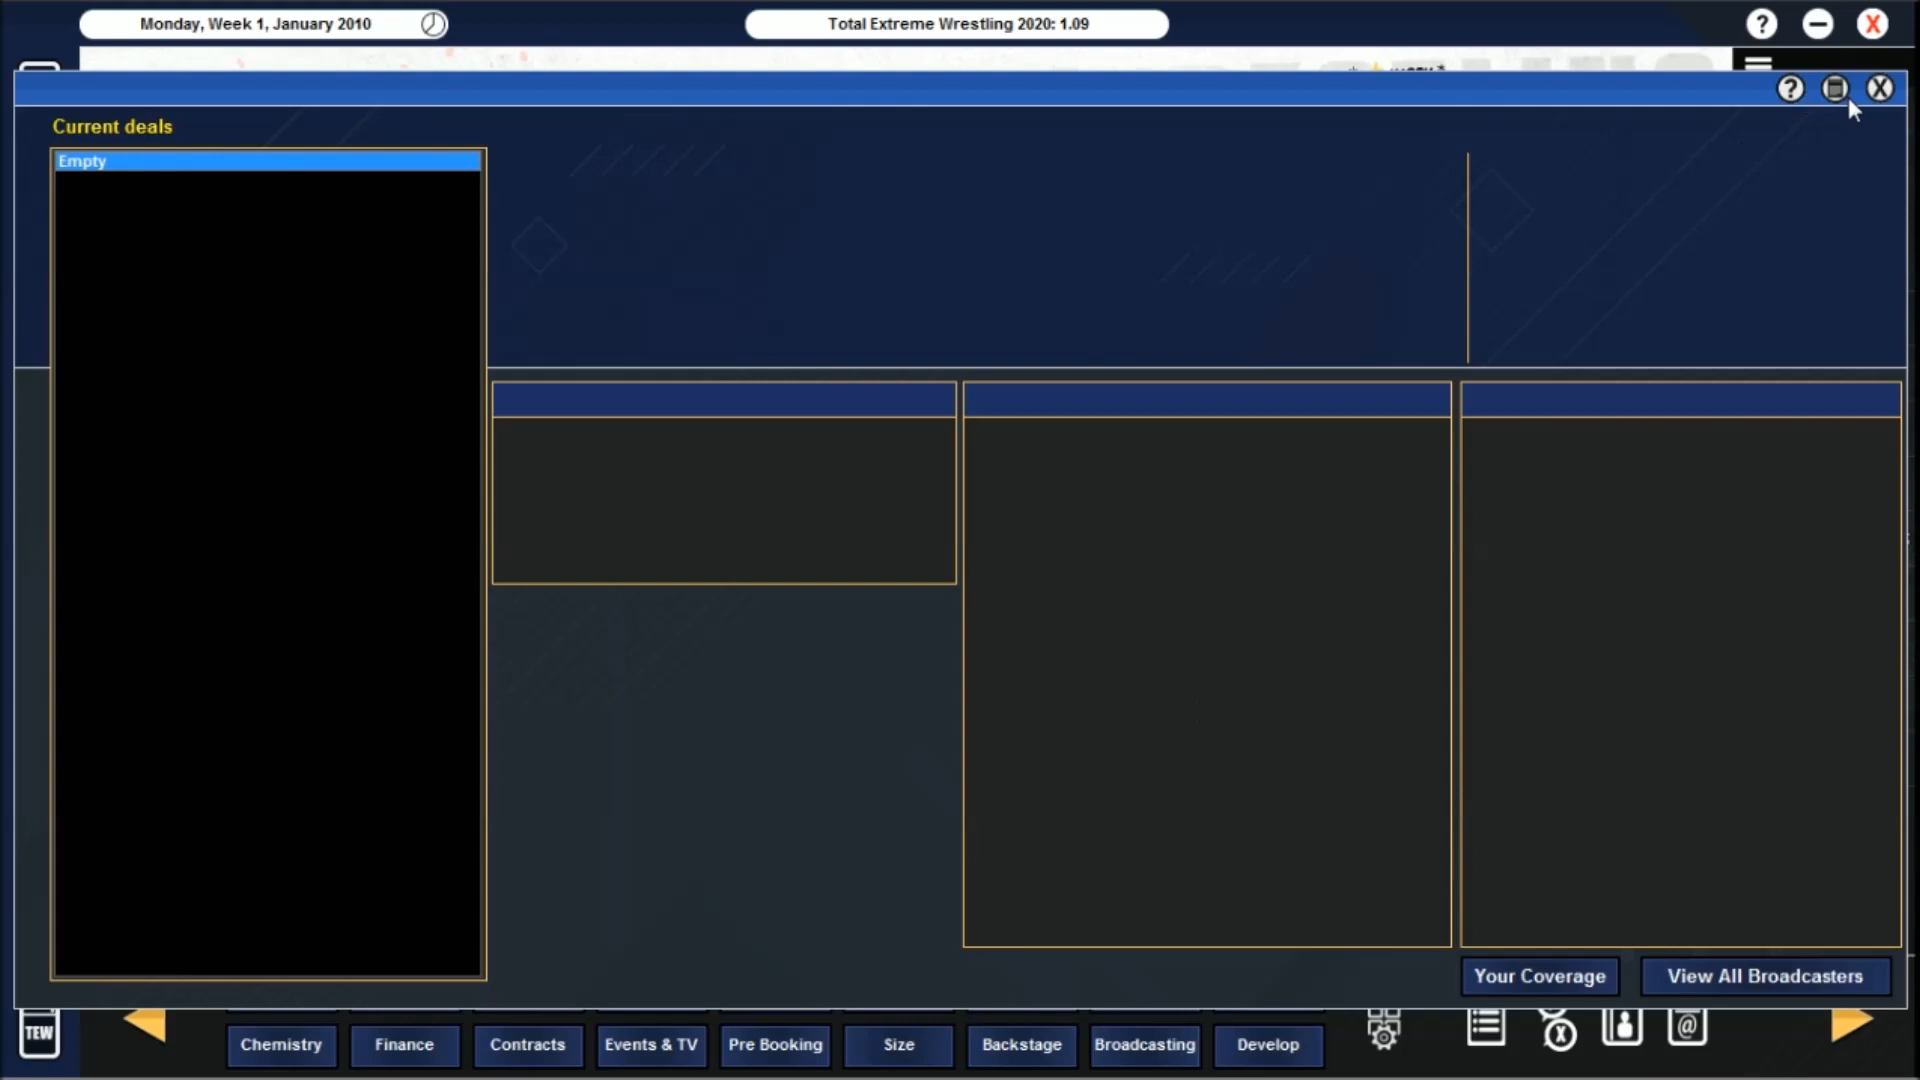 Monday, Week 1, January 2010
Total Extreme Wrestling 2020: 1.09
? X
? X
Current deals
Empty
Your Coverage
View All Broadcasters
TEW
Chemistry
Finance
Contracts
Events & TV
Pre Booking
Size
Backstage
Broadcasting
Develop
X
@